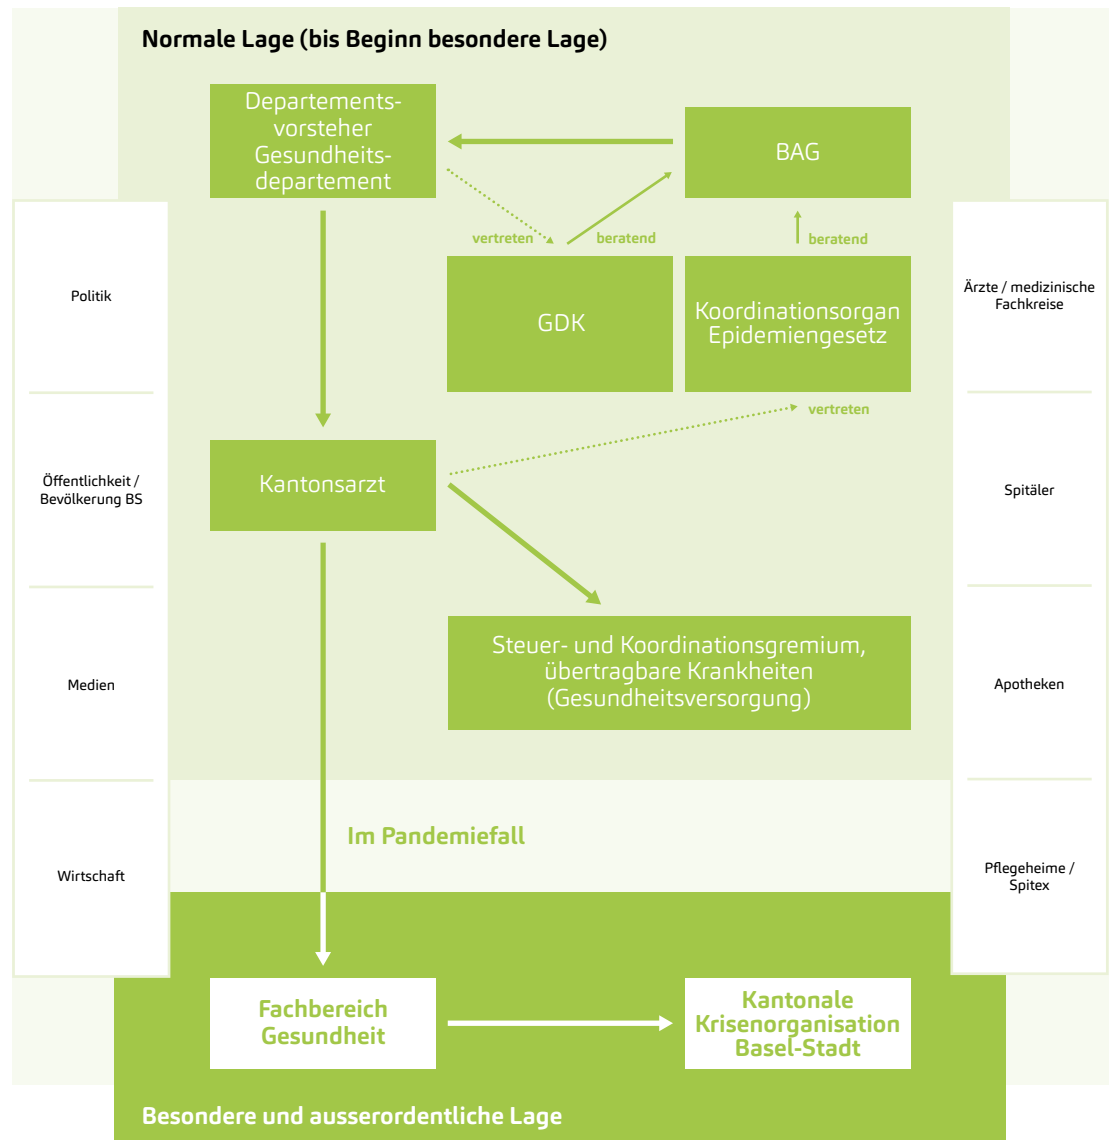 Normale Lage (bis Beginn besondere Lage)
Departements-
vorsteher
Gesundheits-
departement
BAG
vertreten
beratend
beratend
GDK
Koordinationsorgan
Epidemiengesetz
vertreten
Kantonsarzt
Steuer- und Koordinationsgremium,
übertragbare Krankheiten
(Gesundheitsversorgung)
Politik
Öffentlichkeit /
Bevölkerung BS
Medien
Wirtschaft
Ärzte / medizinische
Fachkreise
Spitäler
Apotheken
Pflegeheime /
Spitex
Im Pandemiefall
Fachbereich
Gesundheit
Kantonale
Krisenorganisation
Basel-Stadt
Besondere und ausserordentliche Lage